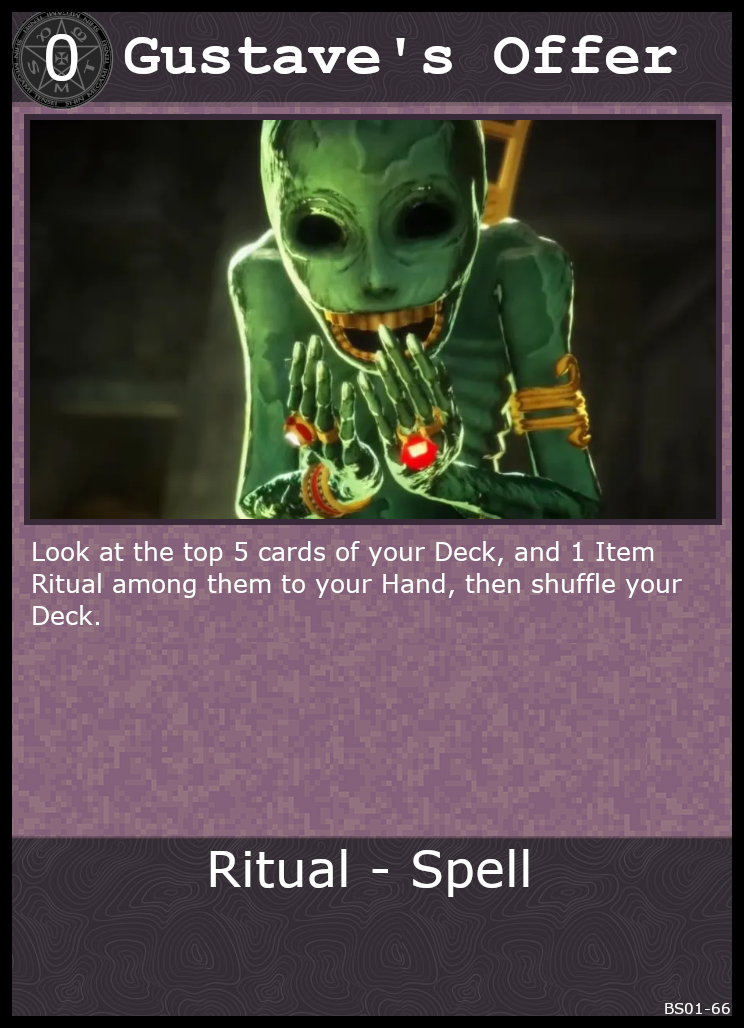 0 Gustave's Offer
Look at the top 5 cards of your Deck, and 1 Item
Ritual among them to your Hand, then shuffle your
Deck.
Ritual - Spell
BS01-66